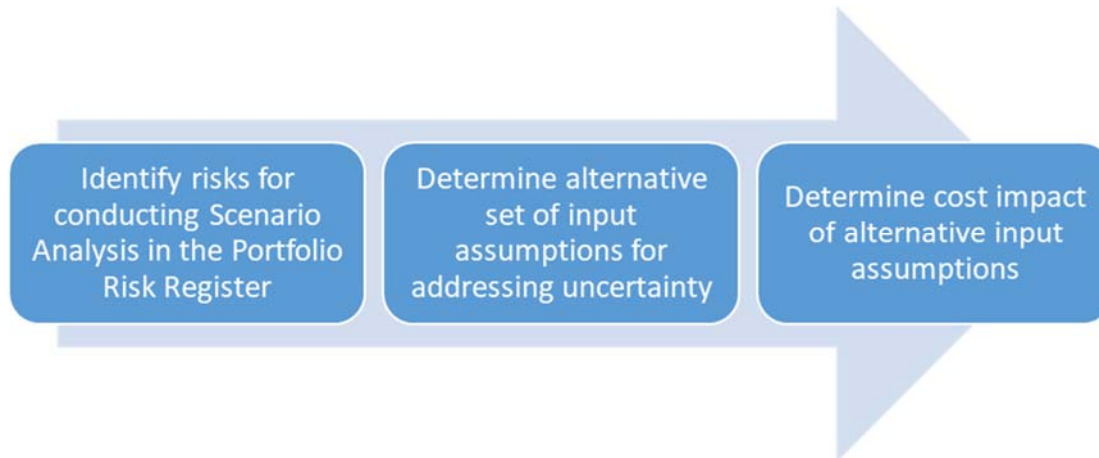 Identify risks for
conducting Scenario
Analysis in the Portfolio
Risk Register
Determine alternative
set of input
assumptions for
addressing uncertainty
Determine cost impact
of alternative input
assumptions